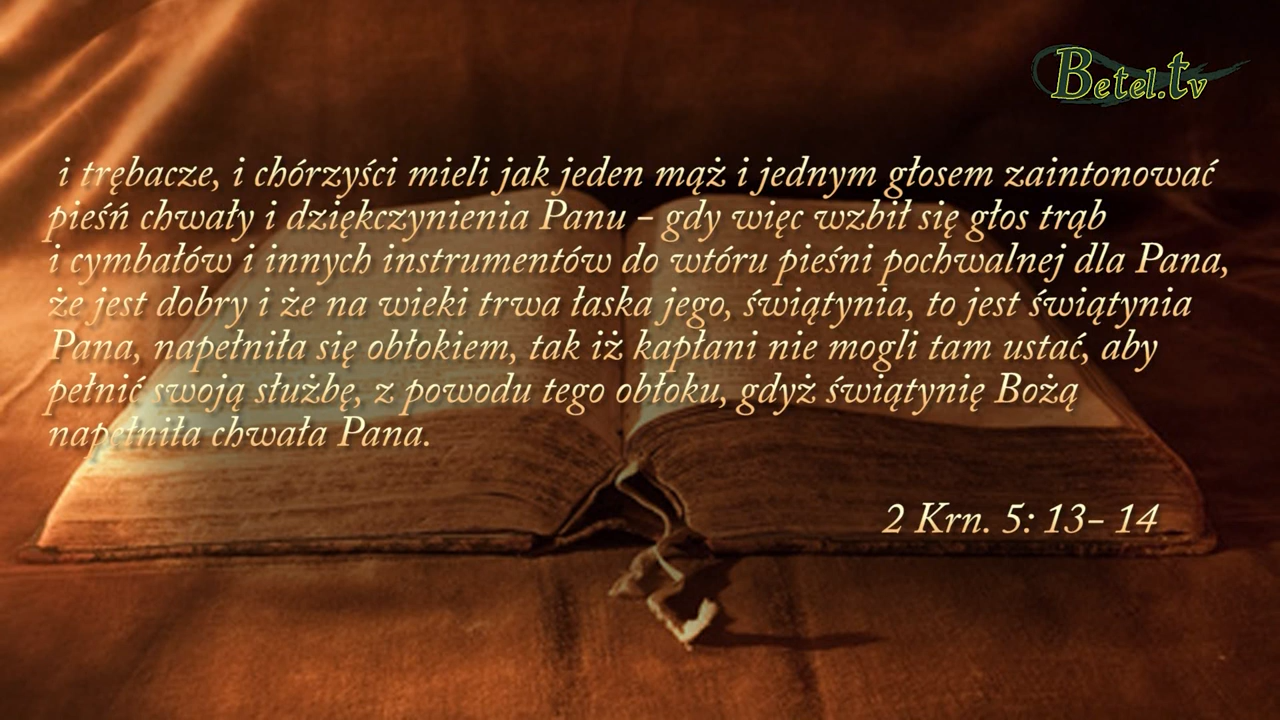 Betel.tv
i trębacze, i chórzyści mieli jak jeden mąż i jednym głosem zaintonować
pieśń chwały i dziękczynienia Panu - gdy więc wzbił się głos trąb
i cymbałów i innych instrumentów do wtóru pieśni pochwalnej dla Pana,
że jest dobry i że na wieki trwa łaska jego, świątynia, to jest świątynia
Pana, napełniła się obłokiem, tak iż kapłani nie mogli tam ustać, aby
pełnić swoją służbę, z powodu tego obłoku, gdyż świątynię Bożą
napełniła chwała Pana.
2 Krn. 5: 13- 14